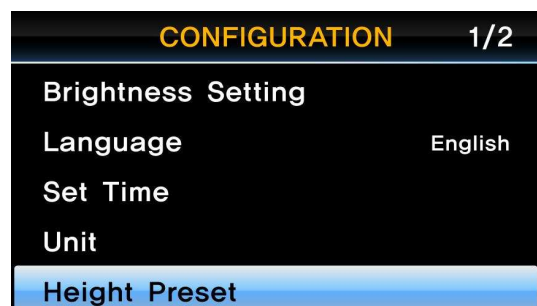 CONFIGURATION 1/2
Brightness Setting
Language English
Set Time
Unit
Height Preset